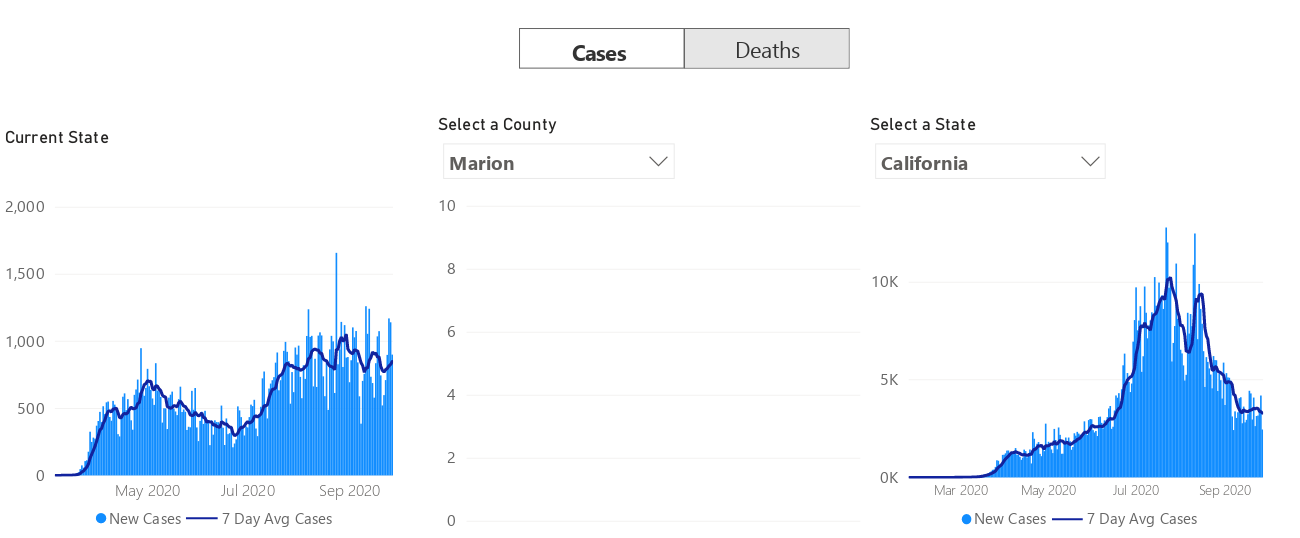 Cases
Deaths
Current State
Select a County
Select a State
Marion
California
2,000
1,500
1,000
500
0
May 2020
Jul 2020
Sep 2020
New Cases
7 Day Avg Cases
10
8
6
4
2
0
10K
5K
0K
Mar 2020
May 2020
Jul 2020
Sep 2020
New Cases
7 Day Avg Cases